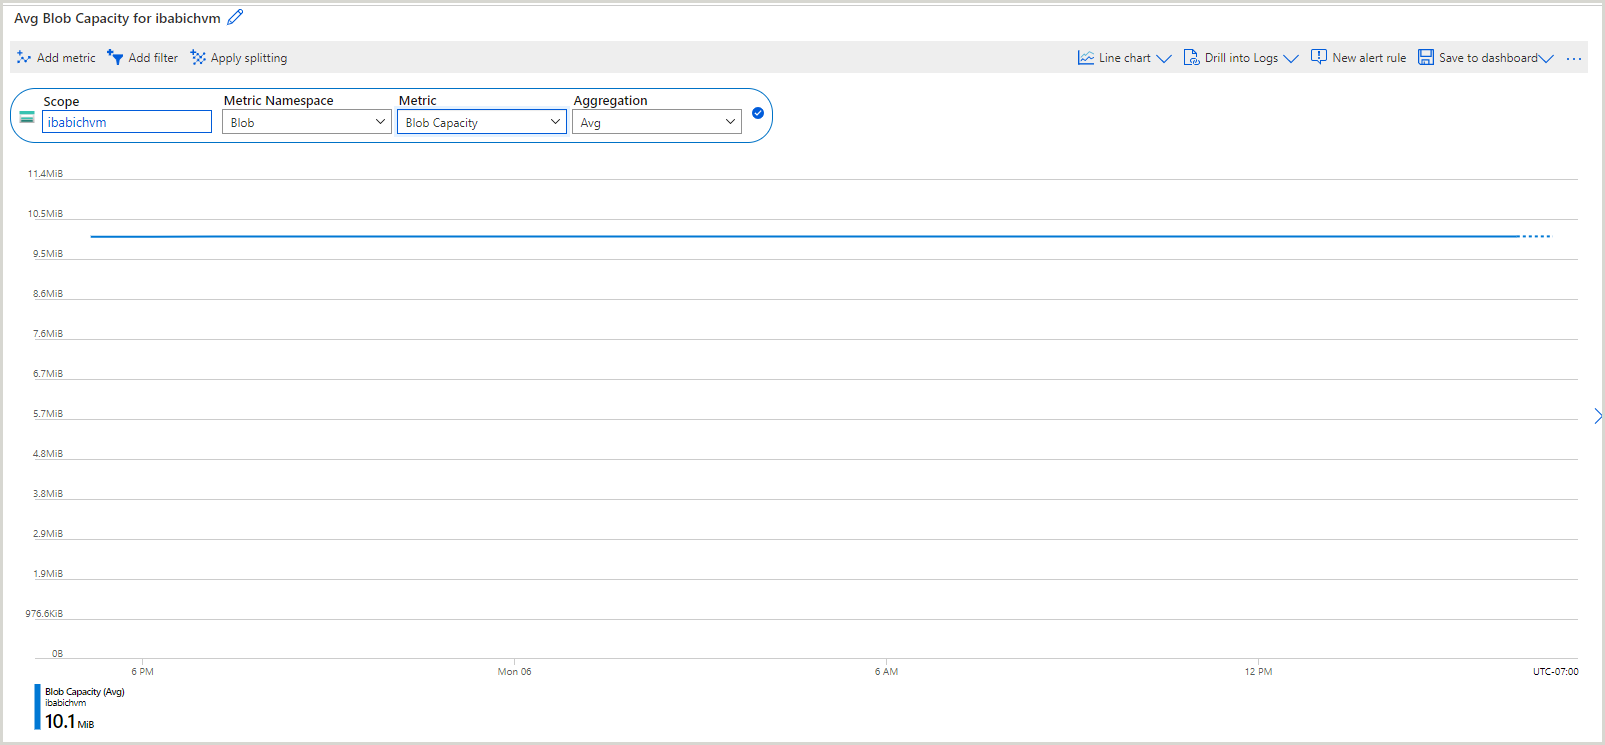 Avg Blob Capacity for ibabichvm
Add metric Add filter Apply splitting Line chart Drill into Logs New alert rule Save to dashboard ...
Scope Metric Namespace Metric Aggregation
ibabichvm Blob Blob Capacity Avg
11.4MiB
10.5MiB
9.5MiB
8.6MiB
7.6MiB
6.7MiB
5.7MiB
4.8MiB
3.8MiB
2.9MiB
1.9MiB
976.6KiB
0B
6 PM Mon 06 6 AM 12 PM UTC-07:00
Blob Capacity (Avg)
ibabichvm
10.1 MiB